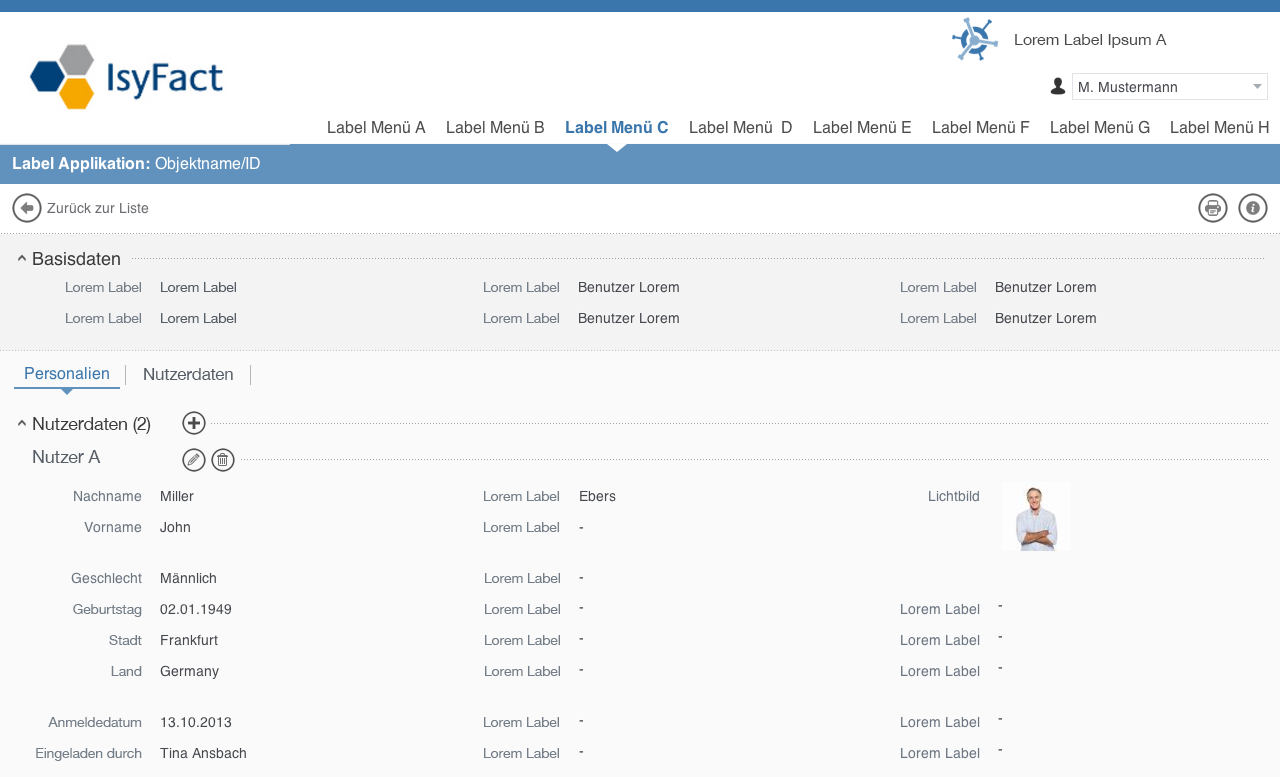 Lorem Label Ipsum A
IsyFact
M. Mustermann
Label Menü A Label Menü B Label Menü C Label Menü D Label Menü E Label Menü F Label Menü G Label Menü H
Label Applikation: Objektname/ID
Zurück zur Liste
Basisdaten
Lorem Label Lorem Label Lorem Label Benutzer Lorem Lorem Label Benutzer Lorem
Lorem Label Lorem Label Lorem Label Benutzer Lorem Lorem Label Benutzer Lorem
Personalien Nutzerdaten
Nutzerdaten (2)
Nutzer A
Nachname Miller Lorem Label Ebers Lichtbild
Vorname John Lorem Label -
Geschlecht Männlich Lorem Label -
Geburtstag 02.01.1949 Lorem Label - Lorem Label -
Stadt Frankfurt Lorem Label - Lorem Label -
Land Germany Lorem Label - Lorem Label -
Anmeldedatum 13.10.2013 Lorem Label - Lorem Label -
Eingeladen durch Tina Ansbach Lorem Label - Lorem Label -